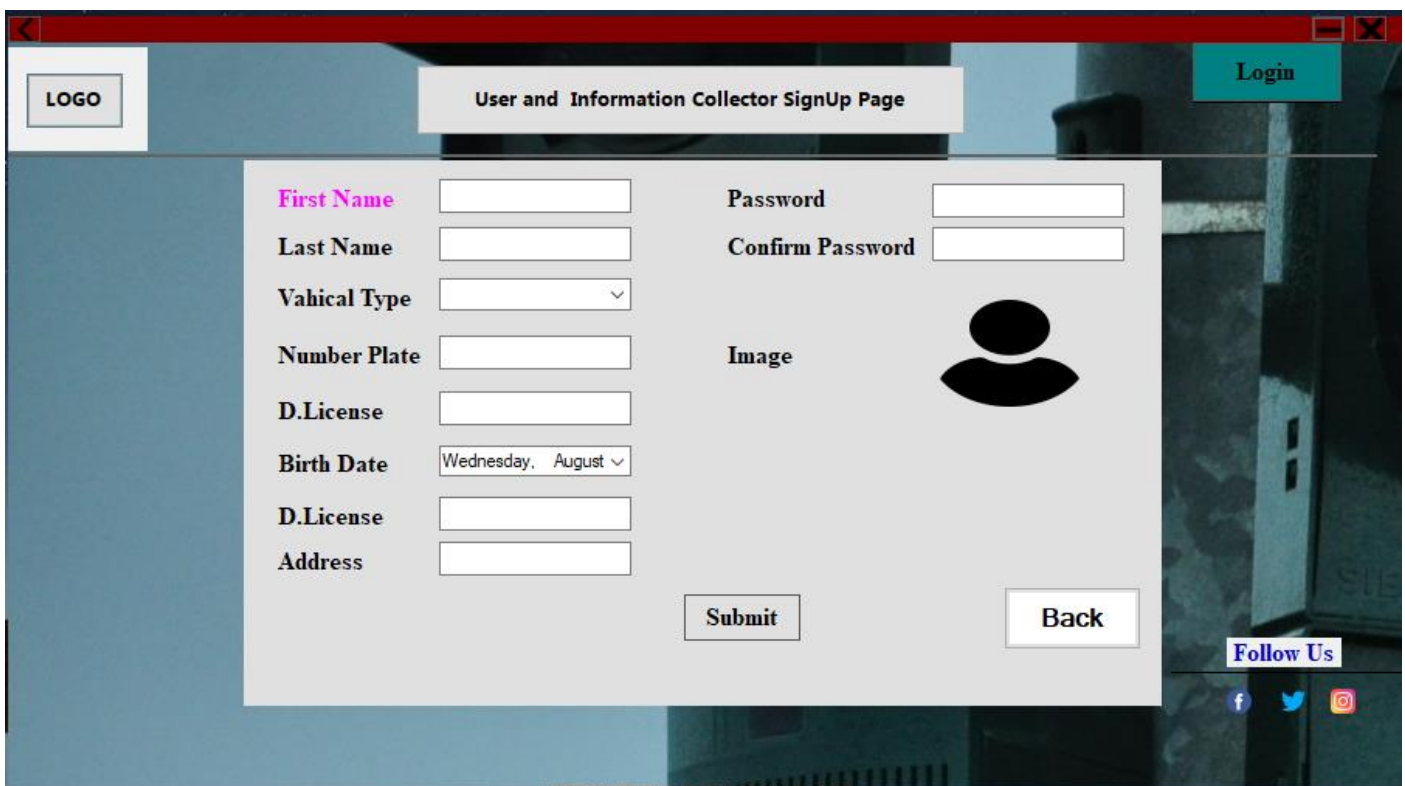 LOGO
User and Information Collector SignUp Page
Login
First Name
Last Name
Vahical Type
Number Plate
D.License
Birth Date
Wednesday, August
D.License
Address
Password
Confirm Password
Image
Submit
Back
SIE
Follow Us